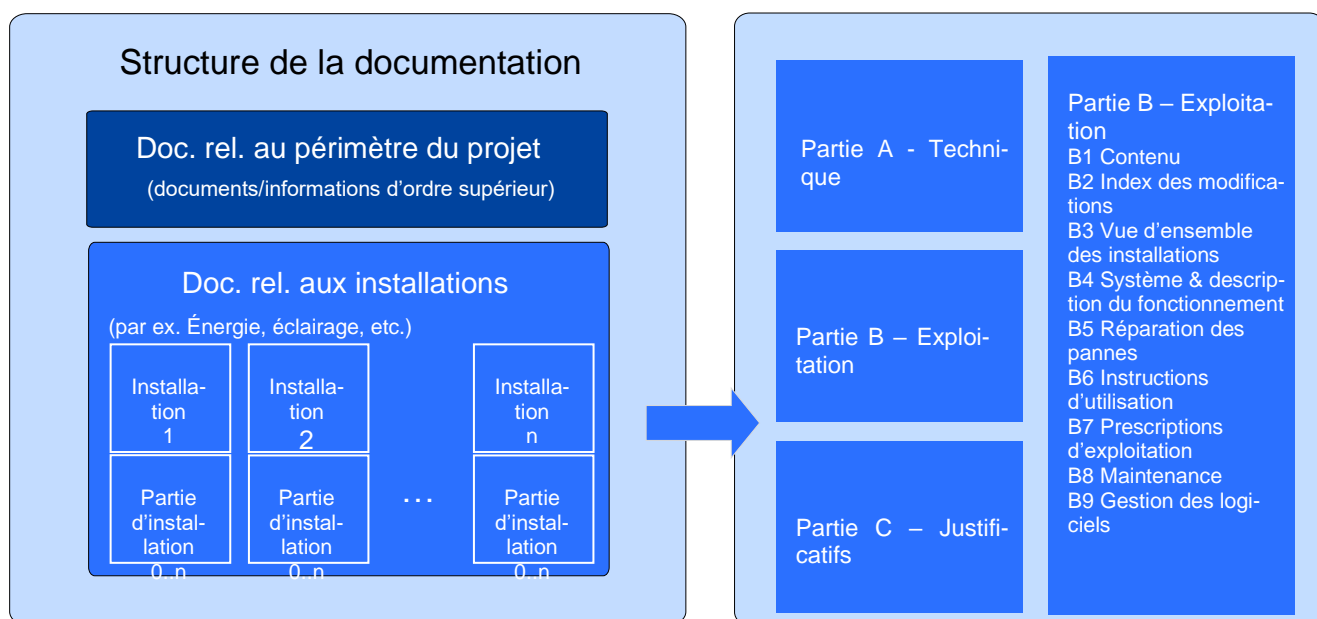 Structure de la documentation
Doc. rel. au périmètre du projet
(documents/informations d'ordre supérieur)
Doc. rel. aux installations
(par ex. Énergie, éclairage, etc.)
Installa-
tion
1
Installa-
tion
2
Installa-
tion
n
Partie
d'instal-
lation
0..n
Partie
d'instal-
lation
0..n
...
Partie
d'instal-
lation
0..n
Partie A - Techni-
que
Partie B – Exploi-
tation
Partie C – Justifi-
catifs
Partie B – Exploita-
tion
B1 Contenu
B2 Index des modifica-
tions
B3 Vue d'ensemble
des installations
B4 Système & descrip-
tion du fonctionnement
B5 Réparation des
pannes
B6 Instructions
d'utilisation
B7 Prescriptions
d'exploitation
B8 Maintenance
B9 Gestion des logi-
ciels